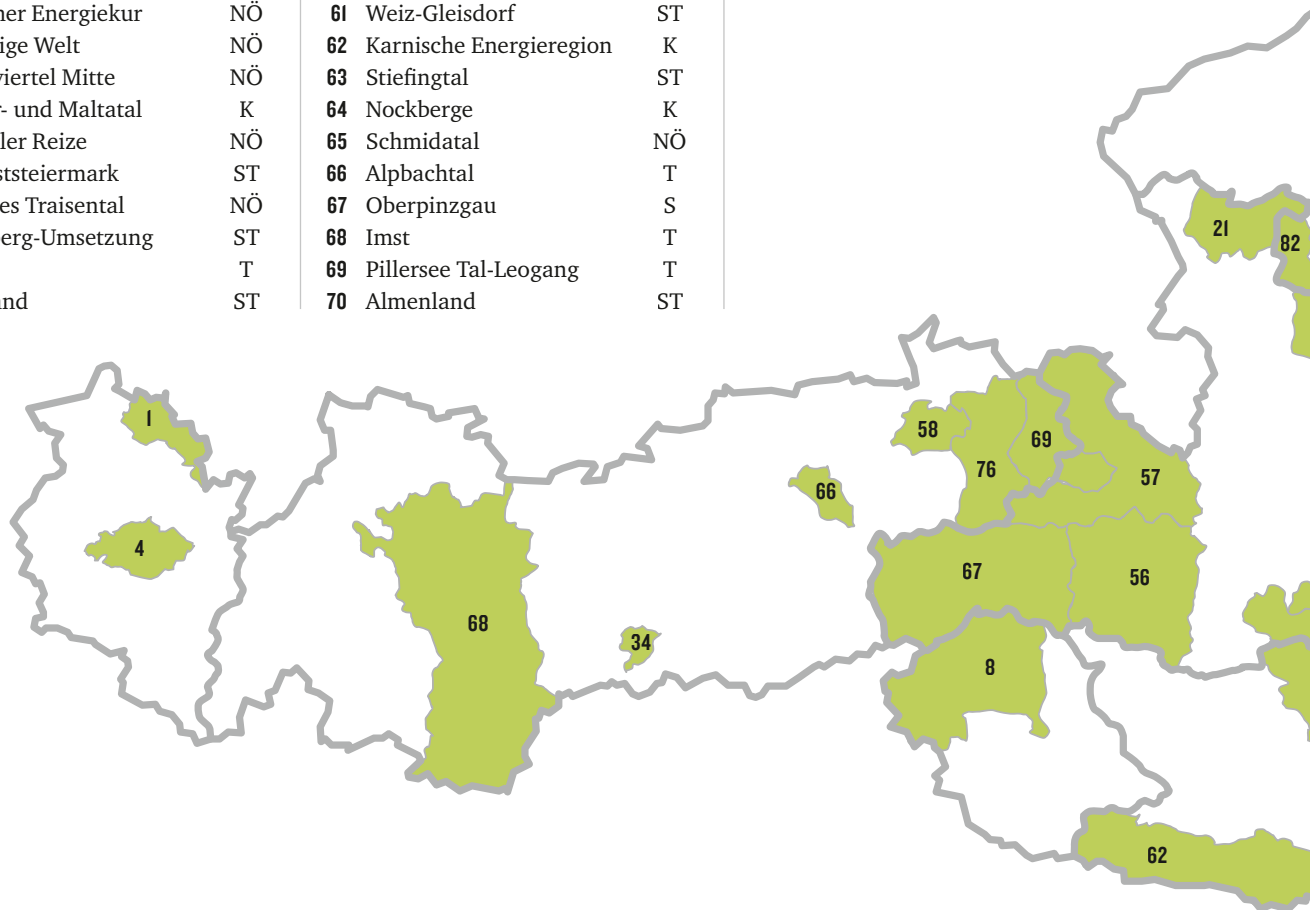 ner Energiekur NÖ
ige Welt NÖ
viertel Mitte NÖ
- und Maltatal K
ler Reize NÖ
tsteiermark ST
es Traisental NÖ
erg-Umsetzung ST
T
nd ST
61 Weiz-Gleisdorf ST
62 Karnische Energieregion K
63 Stiefingtal ST
64 Nockberge K
65 Schmidatal NÖ
66 Alpbachtal T
67 Oberpinzgau S
68 Imst T
69 Pillersee Tal-Leogang T
70 Almenland ST
21
82
1
58
69
76
57
66
4
67
56
68
34
8
62